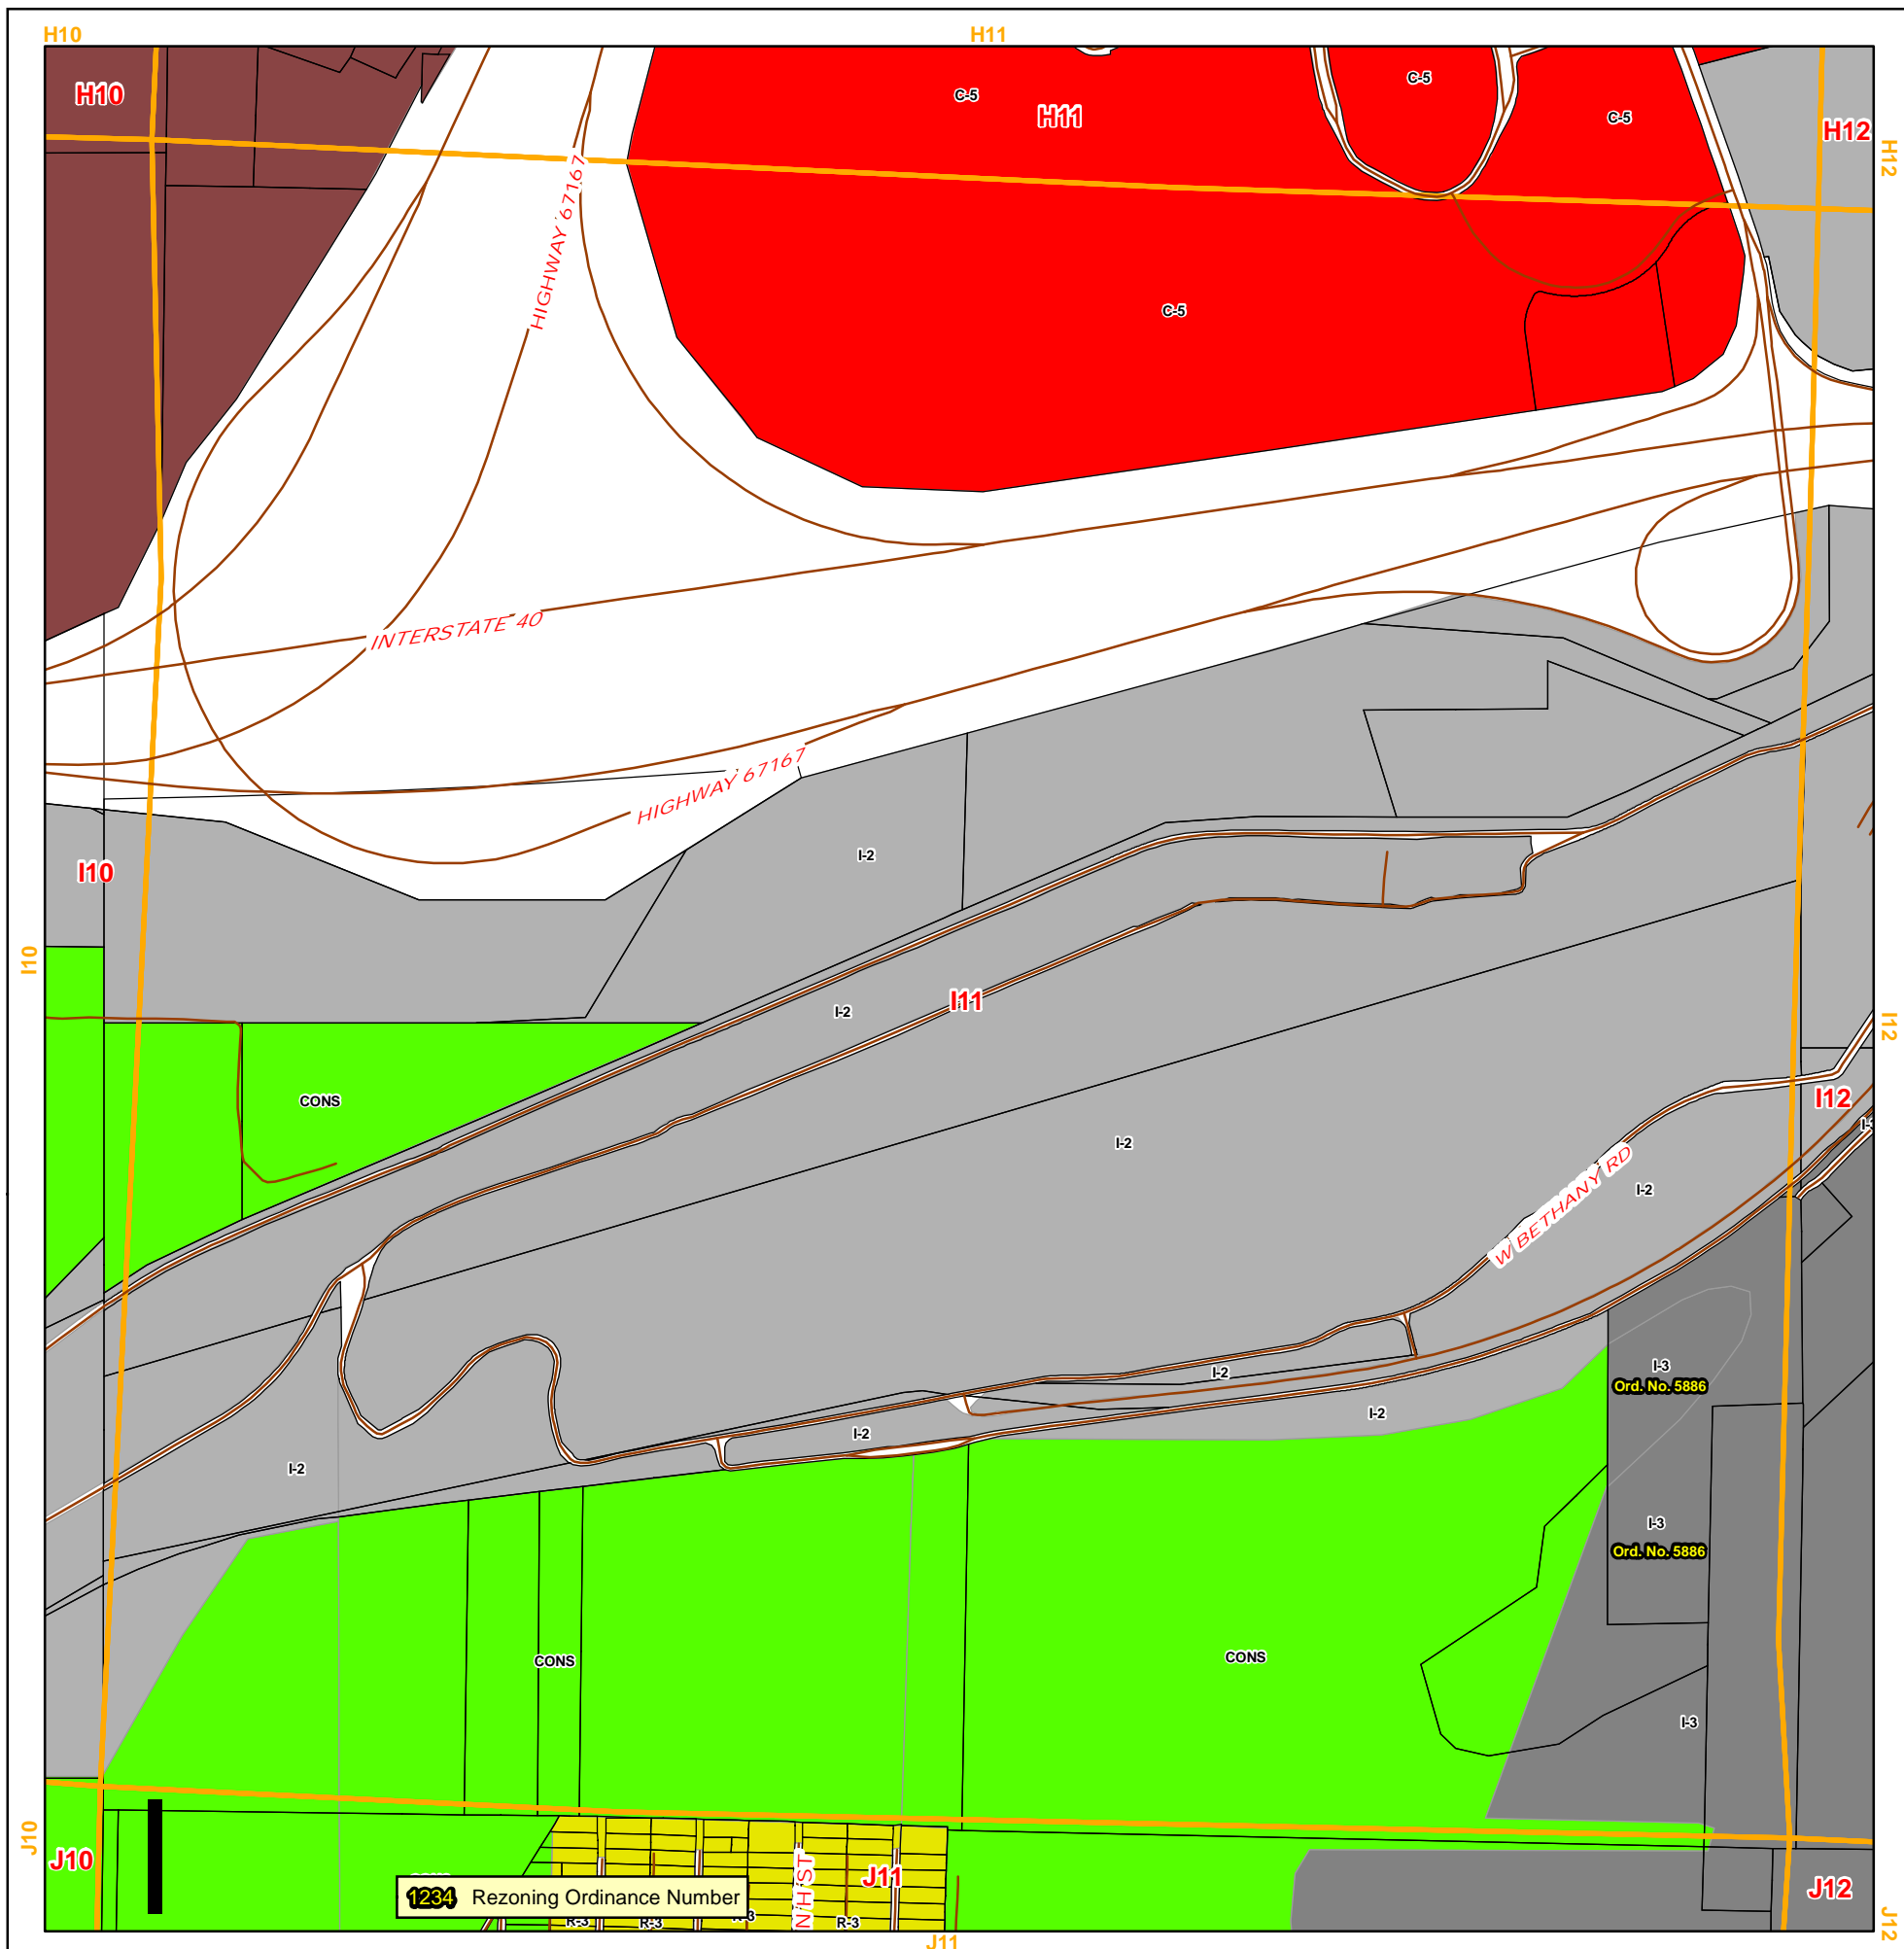 H10
H11
H10
H11
H12
H12
C-5
C-5
C-5
C-5
HIGHWAY 67167
INTERSTATE 40
HIGHWAY 67167
I-2
I10
I10
I-2
I11
I12
I12
CONS
I-2
W BETHANY RD
I-2
I-3
Ord. No. 5886
I-2
I-2
I-2
I-2
I-3
Ord. No. 5886
CONS
CONS
I-3
J10
J10
J11
J12
J12
1234 Rezoning Ordinance Number
N H ST
R-3
R-3
R-3
J11